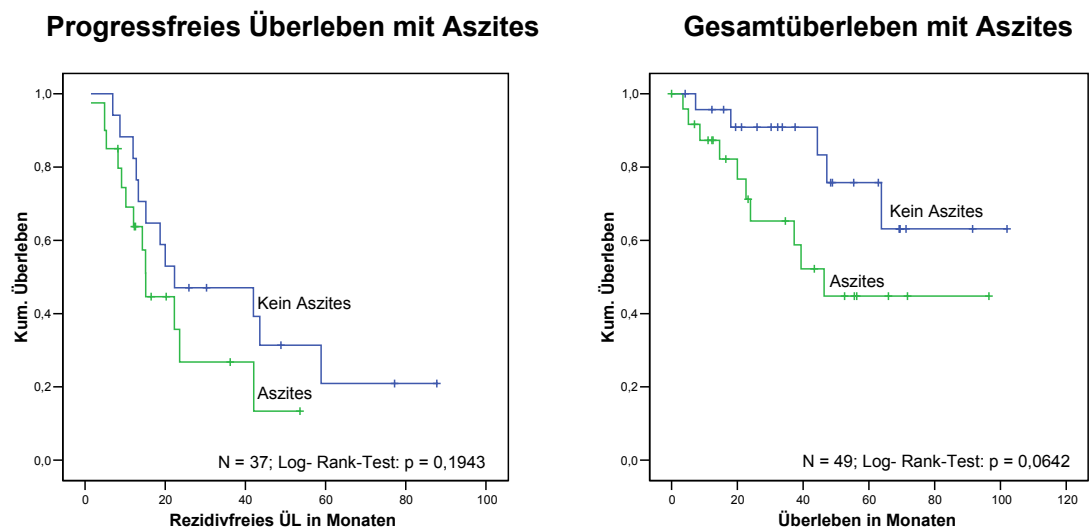 Progressfreies Überleben mit Aszites
Kum. Überleben
1,0
0,8
0,6
0,4
0,2
0,0
Kein Aszites
Aszites
N = 37; Log- Rank-Test: p = 0,1943
0 20 40 60 80 100
Rezidivfreies ÜL in Monaten
Gesamtüberleben mit Aszites
Kum. Überleben
1,0
0,8
0,6
0,4
0,2
0,0
Kein Aszites
Aszites
N = 49; Log- Rank-Test: p = 0,0642
0 20 40 60 80 100 120
Überleben in Monaten